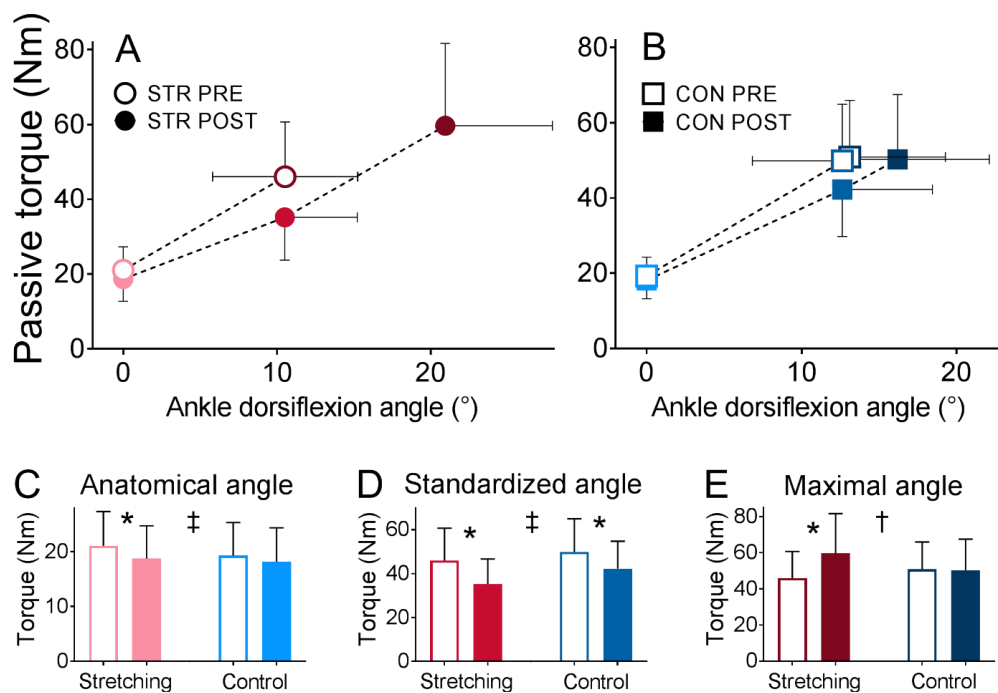 A
B
Passive torque (Nm)
80
60
40
20
0
STR PRE
STR POST
0
10
20
Ankle dorsiflexion angle (°)
80
60
40
20
0
CON PRE
CON POST
0
10
20
Ankle dorsiflexion angle (°)
C Anatomical angle
Torque (Nm)
20
10
0
* ‡
Stretching Control
D Standardized angle
Torque (Nm)
60
40
20
0
* ‡ *
Stretching Control
E Maximal angle
Torque (Nm)
80
60
40
20
0
* †
Stretching Control